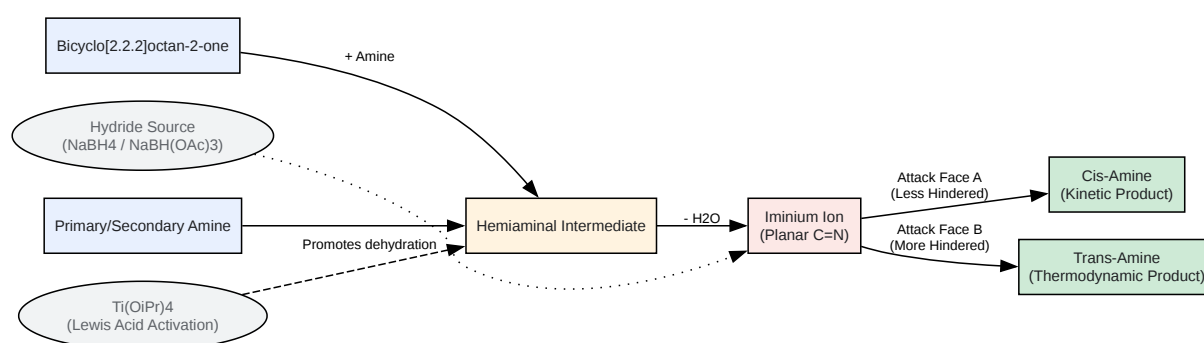 Bicyclo[2.2.2]octan-2-one
+ Amine
Hydride Source
(NaBH4 / NaBH(OAc)3)
Primary/Secondary Amine
Promotes dehydration
Ti(OiPr)4
(Lewis Acid Activation)
Hemiaminal Intermediate
- H2O
Iminium Ion
(Planar C=N)
Attack Face A
(Less Hindered)
Attack Face B
(More Hindered)
Cis-Amine
(Kinetic Product)
Trans-Amine
(Thermodynamic Product)